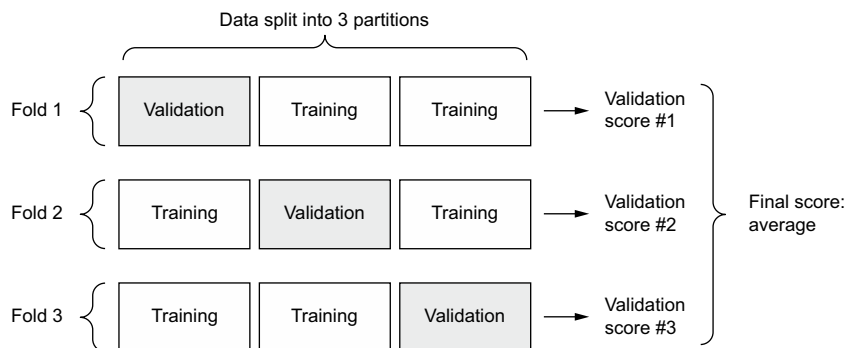 Data split into 3 partitions
Fold 1
Validation
Training
Training
Validation
score #1
Fold 2
Training
Validation
Training
Validation
score #2
Final score:
average
Fold 3
Training
Training
Validation
Validation
score #3